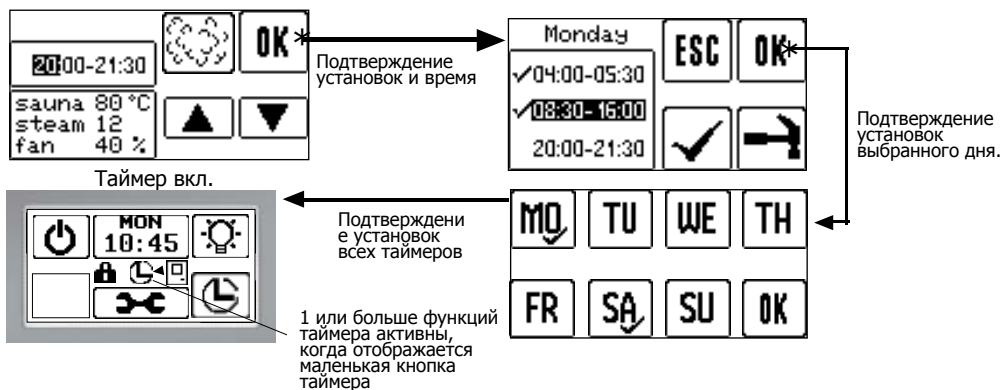 20:00-21:30
OK*
sauna 80 °C
steam 12
fan 40 %
Подтверждение
установок и время
Monday
ESC
OK*
✓04:00-05:30
✓08:30-16:00
20:00-21:30
Подтверждение
установок
выбранного дня.
Таймер вкл.
MON
10:45
Подтверждени
е установок
всех таймеров
MO TU WE TH
FR SA SU OK
1 или больше функций
таймера активны,
когда отображается
маленькая кнопка
таймера